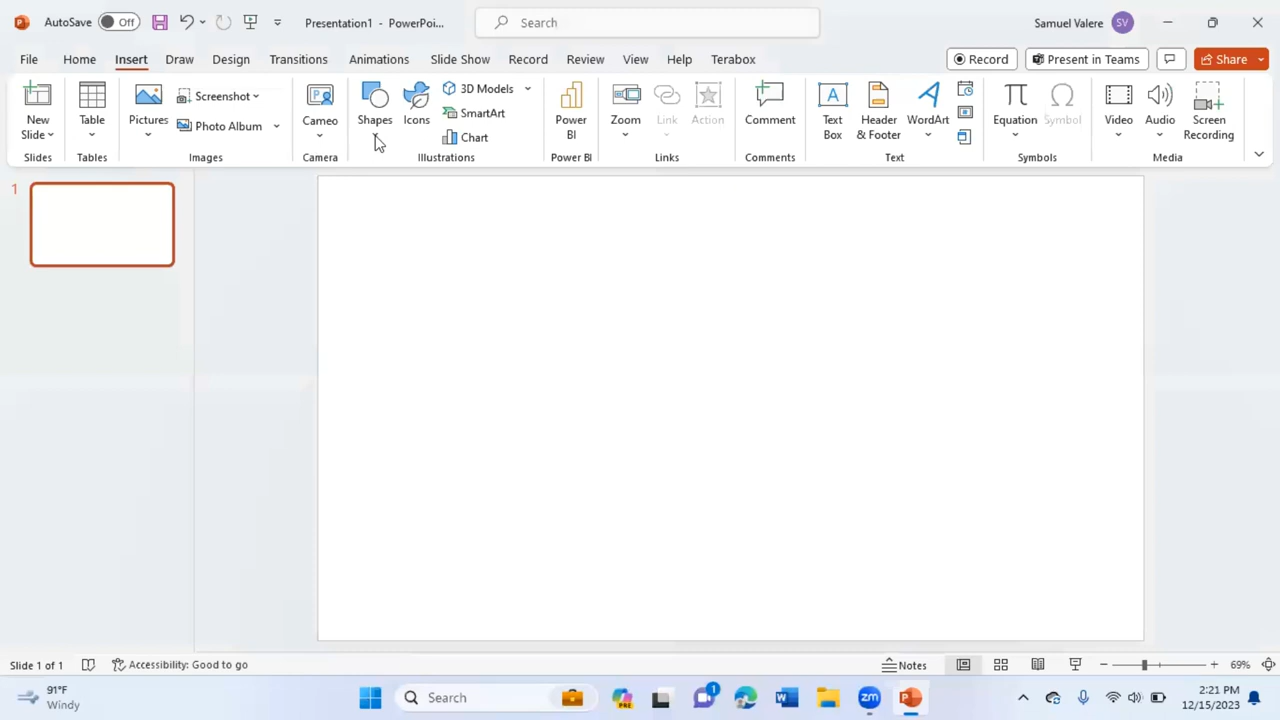 AutoSave Off Presentation1 - PowerPoi... Search Samuel Valere SV
File Home Insert Draw Design Transitions Animations Slide Show Record Review View Help Terabox Record Present in Teams Share
New Slide
Slides
Table
Tables
Pictures
Screenshot
Photo Album
Images
Cameo
Camera
Shapes
Icons
3D Models
SmartArt
Chart
Illustrations
Power BI
Power BI
Zoom
Link
Action
Links
Comment
Comments
Text Box
Header & Footer
WordArt
Text
Equation
Symbol
Symbols
Video
Audio
Screen Recording
Media
1
Slide 1 of 1 Accessibility: Good to go Notes 69%
91°F
Windy
Search
PRE
1
zm
2:21 PM
12/15/2023